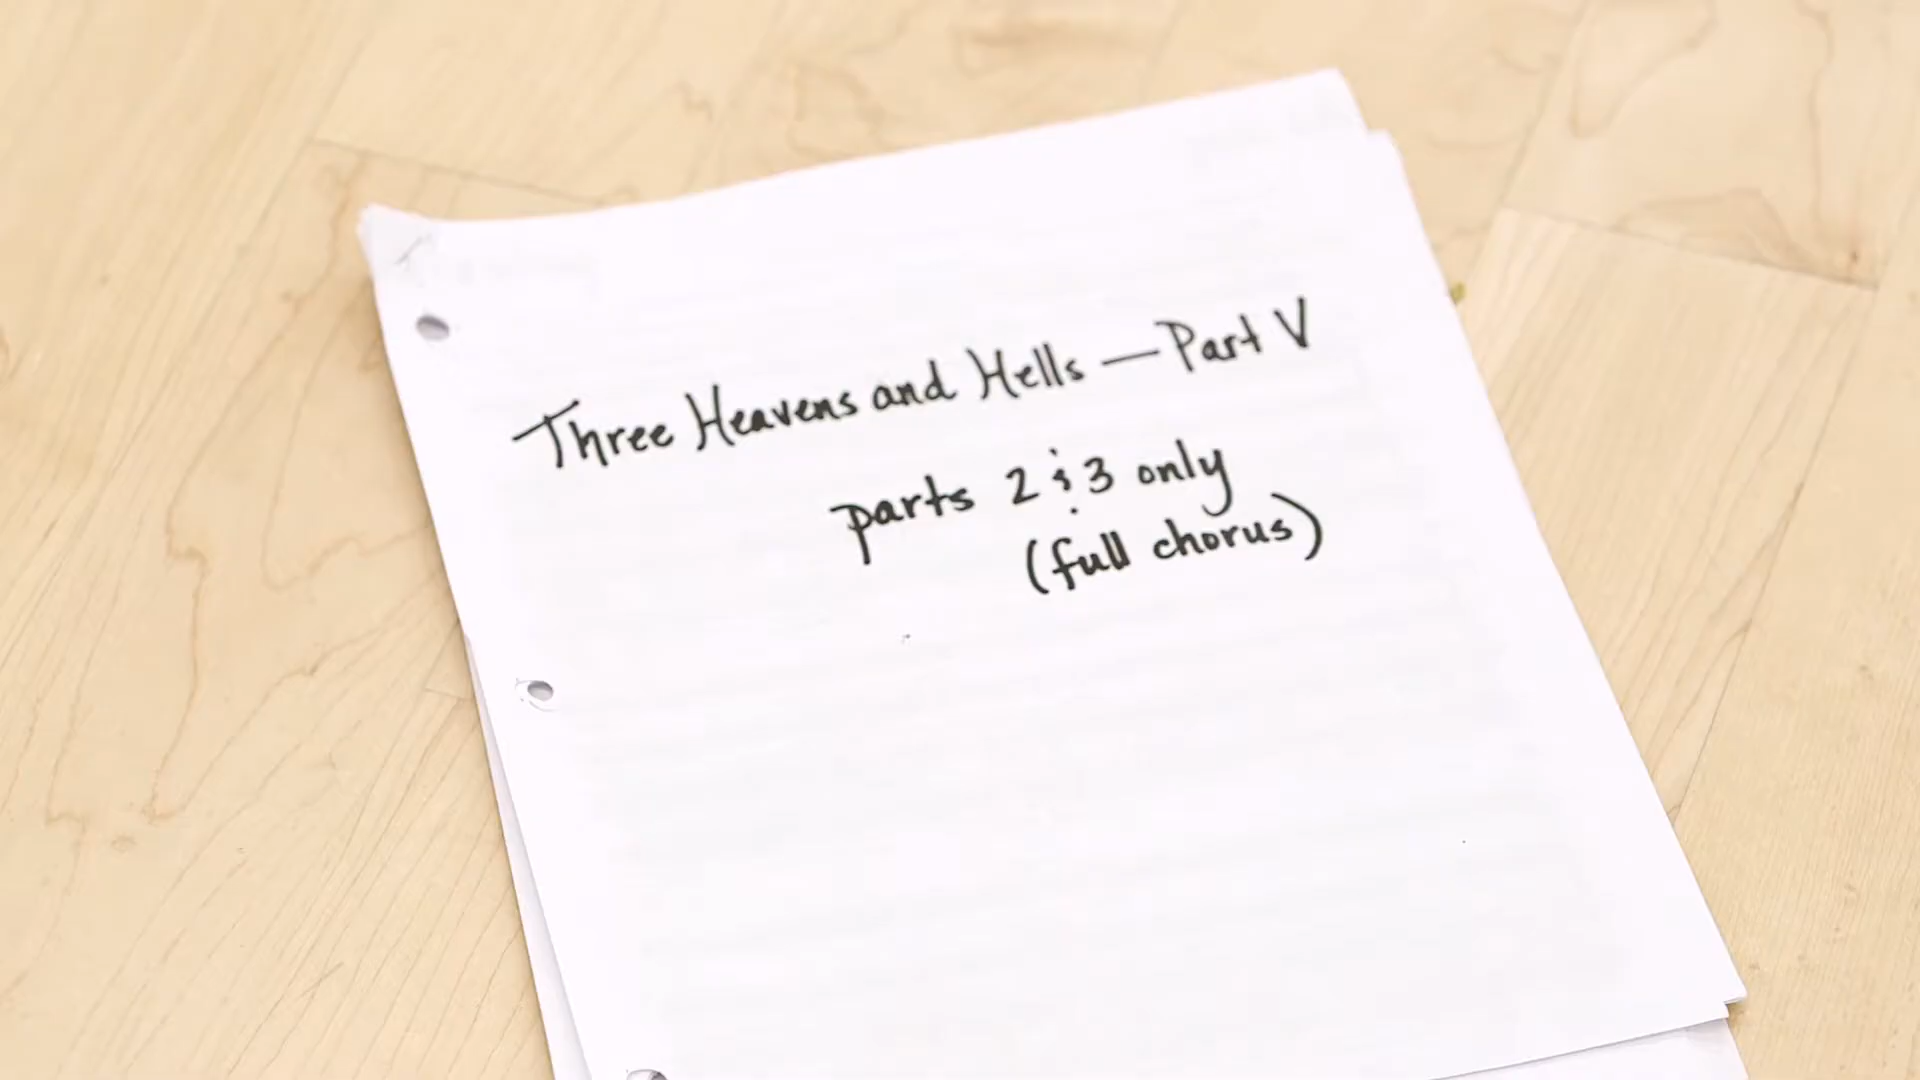 Three Heavens and Hells — Part V
parts 2 & 3 only
(full chorus)